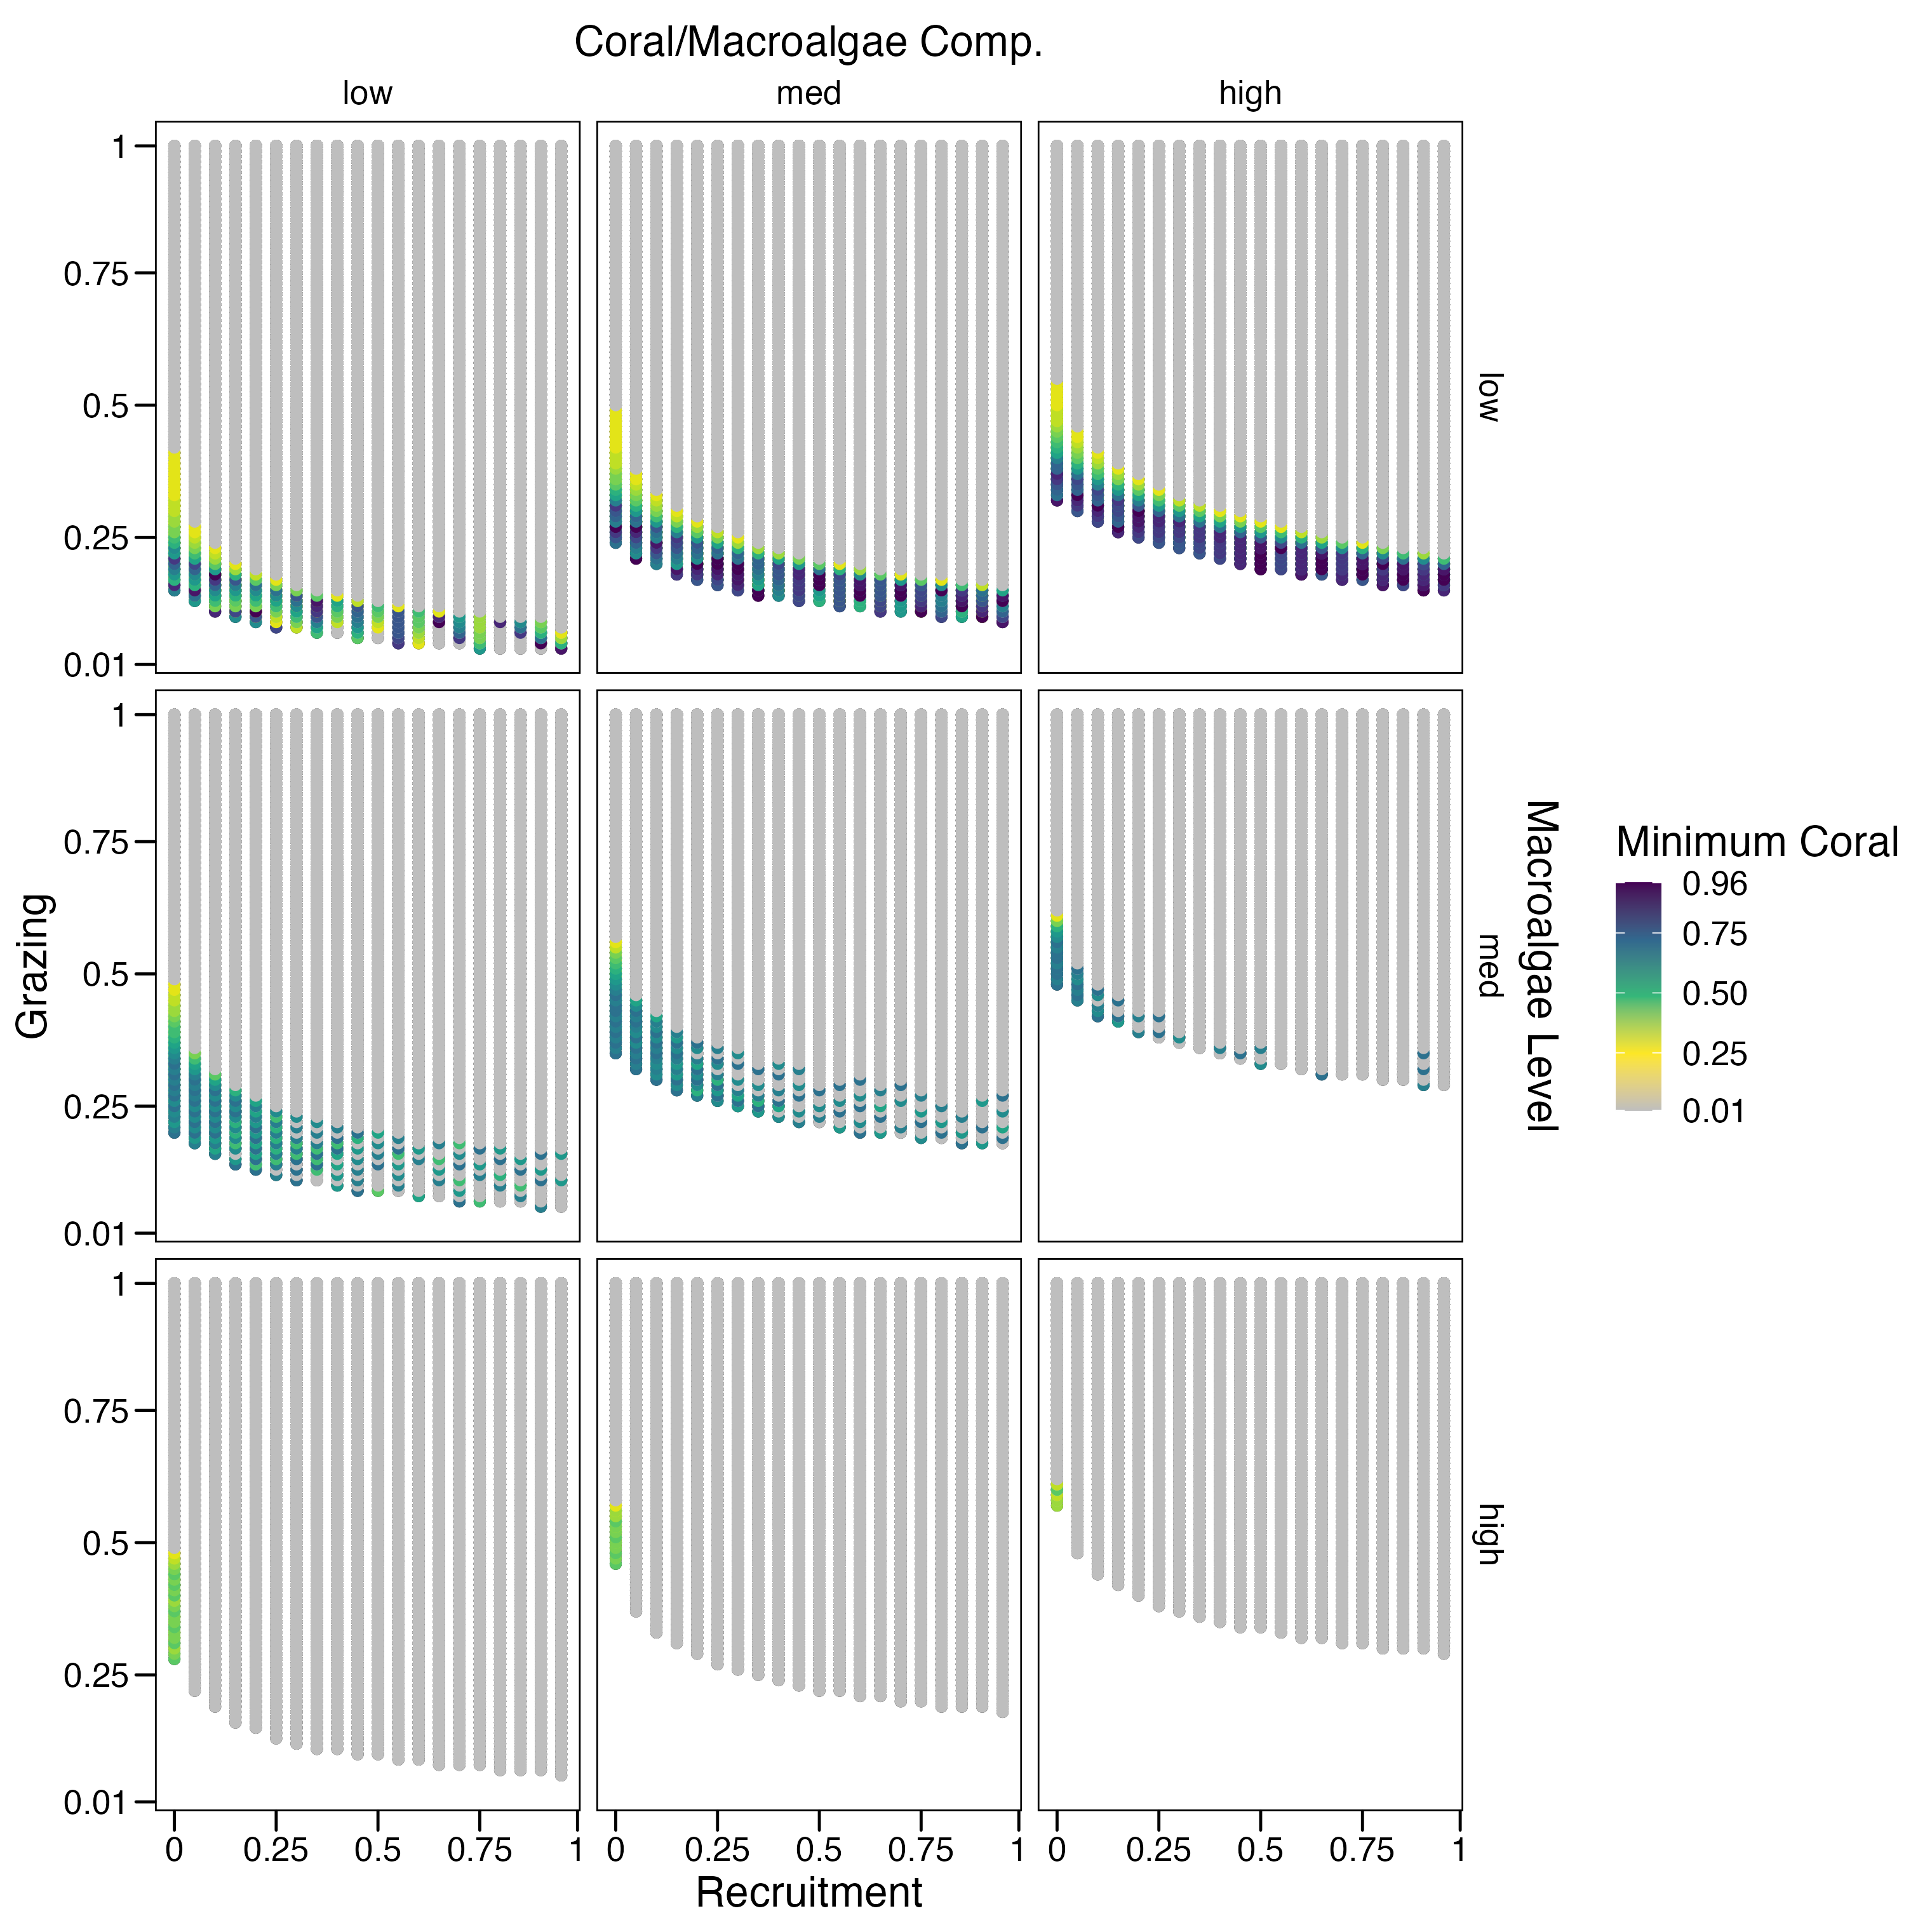 Coral/Macroalgae Comp.
low med high
1
0.75
0.5
0.25
0.01
low
1
0.75
0.5
0.25
0.01
med
1
0.75
0.5
0.25
0.01
high
Grazing
Macroalgae Level
0 0.25 0.5 0.75 1 0 0.25 0.5 0.75 1 0 0.25 0.5 0.75 1
Recruitment
Minimum Coral
0.96
0.75
0.50
0.25
0.01